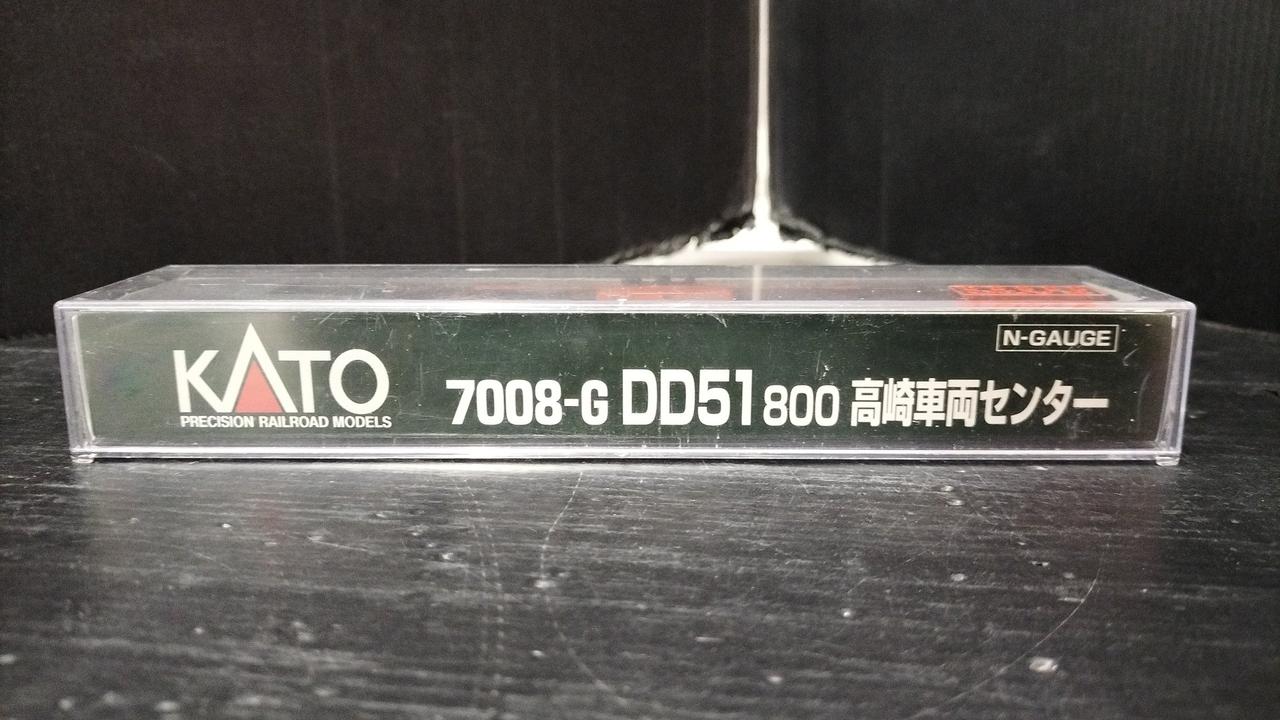 KATO
PRECISION RAILROAD MODELS
N-GAUGE
7008-G DD51 800 高崎車両センター